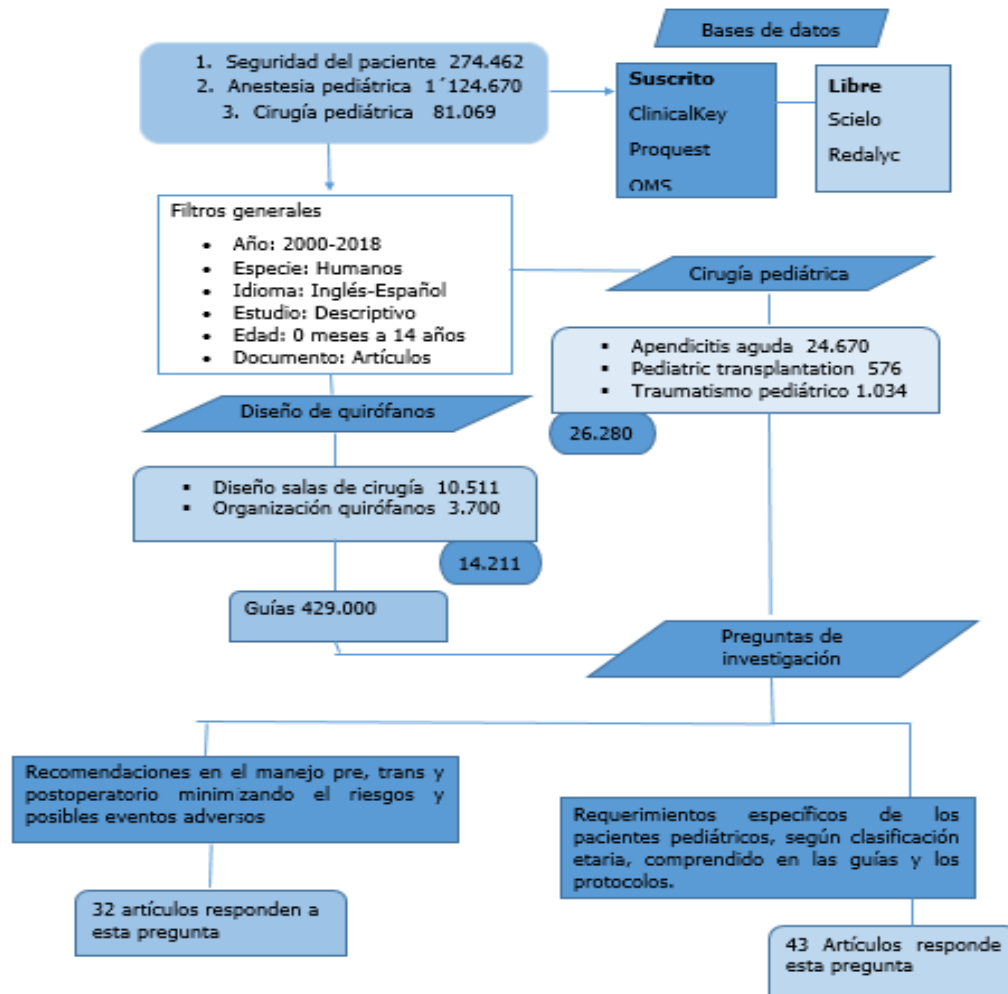 Bases de datos
1. Seguridad del paciente 274.462
2. Anestesia pediátrica 1´124.670
3. Cirugía pediátrica 81.069
Suscrito
ClinicalKey
Proquest
OMS
Libre
Scielo
Redalyc
Filtros generales
• Año: 2000-2018
• Especie: Humanos
• Idioma: Inglés-Español
• Estudio: Descriptivo
• Edad: 0 meses a 14 años
• Documento: Artículos
Cirugía pediátrica
▪ Apendicitis aguda 24.670
▪ Pediatric transplantation 576
▪ Traumatismo pediátrico 1.034
26.280
Diseño de quirófanos
▪ Diseño salas de cirugía 10.511
▪ Organización quirófanos 3.700
14.211
Guías 429.000
Preguntas de
investigación
Recomendaciones en el manejo pre, trans y
postoperatorio minimizando el riesgos y
posibles eventos adversos
Requerimientos específicos de los
pacientes pediátricos, según clasificación
etaria, comprendido en las guías y los
protocolos.
32 artículos responden a
esta pregunta
43 Artículos responde
esta pregunta